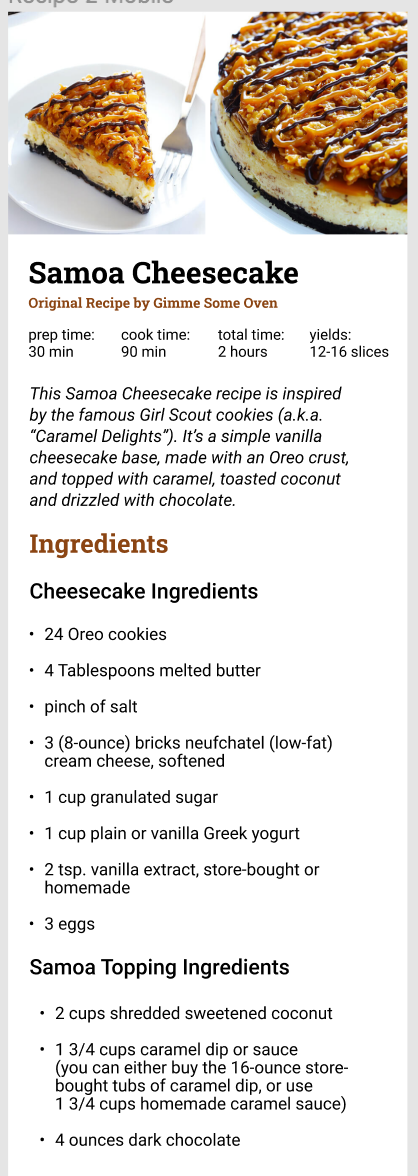 Recipe 2 Mobile
Samoa Cheesecake
Original Recipe by Gimme Some Oven
prep time: cook time: total time: yields:
30 min 90 min 2 hours 12-16 slices
This Samoa Cheesecake recipe is inspired
by the famous Girl Scout cookies (a.k.a.
“Caramel Delights”). It’s a simple vanilla
cheesecake base, made with an Oreo crust,
and topped with caramel, toasted coconut
and drizzled with chocolate.
Ingredients
Cheesecake Ingredients
• 24 Oreo cookies
• 4 Tablespoons melted butter
• pinch of salt
• 3 (8-ounce) bricks neufchatel (low-fat)
cream cheese, softened
• 1 cup granulated sugar
• 1 cup plain or vanilla Greek yogurt
• 2 tsp. vanilla extract, store-bought or
homemade
• 3 eggs
Samoa Topping Ingredients
• 2 cups shredded sweetened coconut
• 1 3/4 cups caramel dip or sauce
(you can either buy the 16-ounce store-
bought tubs of caramel dip, or use
1 3/4 cups homemade caramel sauce)
• 4 ounces dark chocolate